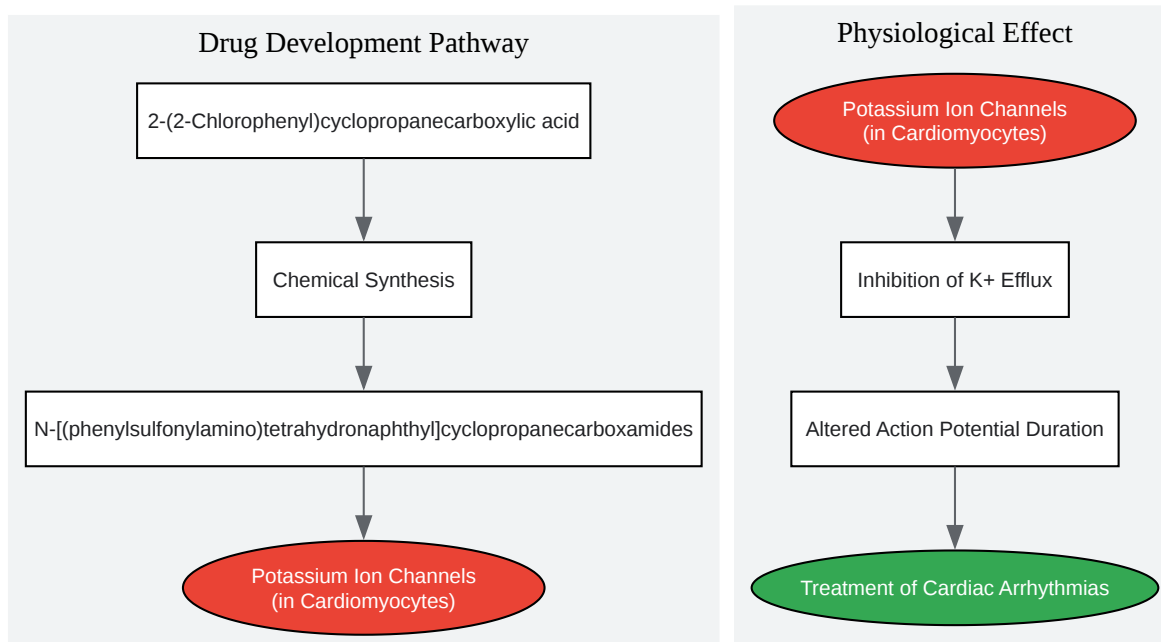 Drug Development Pathway
2-(2-Chlorophenyl)cyclopropanecarboxylic acid
Chemical Synthesis
N-[(phenylsulfonylamino)tetrahydronaphthyl]cyclopropanecarboxamides
Potassium Ion Channels
(in Cardiomyocytes)
Physiological Effect
Potassium Ion Channels
(in Cardiomyocytes)
Inhibition of K+ Efflux
Altered Action Potential Duration
Treatment of Cardiac Arrhythmias